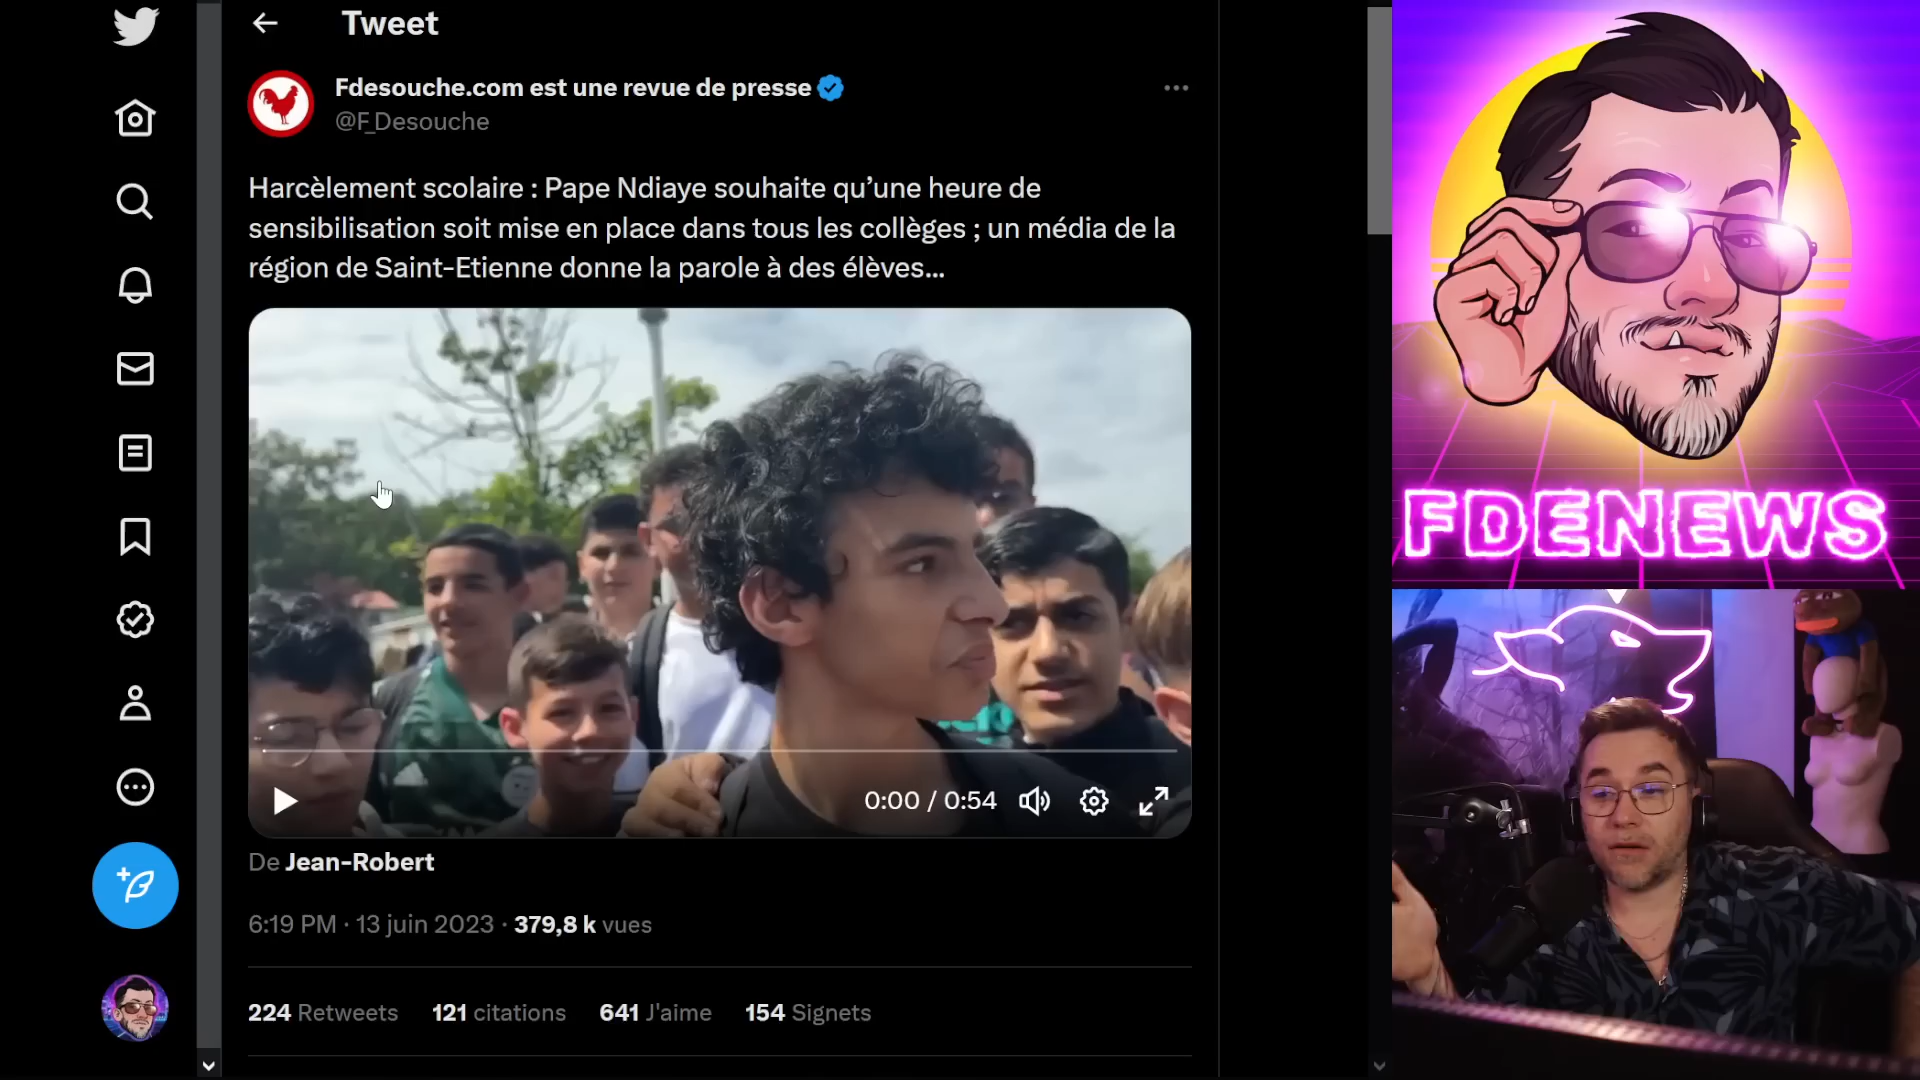 Tweet
Fdesouche.com est une revue de presse
@F_Desouche
Harcèlement scolaire : Pape Ndiaye souhaite qu’une heure de
sensibilisation soit mise en place dans tous les collèges ; un média de la
région de Saint-Etienne donne la parole à des élèves...
0:00 / 0:54
De Jean-Robert
6:19 PM · 13 juin 2023 · 379,8 k vues
224 Retweets 121 citations 641 J'aime 154 Signets
FDENEWS